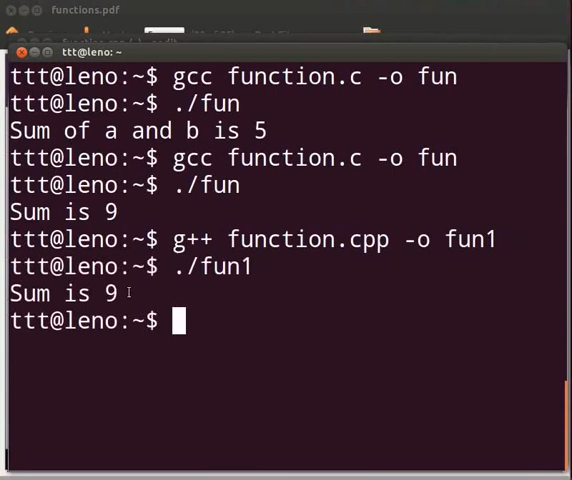 functions.pdf
ttt@leno: ~
ttt@leno:~$ gcc function.c -o fun
ttt@leno:~$ ./fun
Sum of a and b is 5
ttt@leno:~$ gcc function.c -o fun
ttt@leno:~$ ./fun
Sum is 9
ttt@leno:~$ g++ function.cpp -o fun1
ttt@leno:~$ ./fun1
Sum is 9
ttt@leno:~$